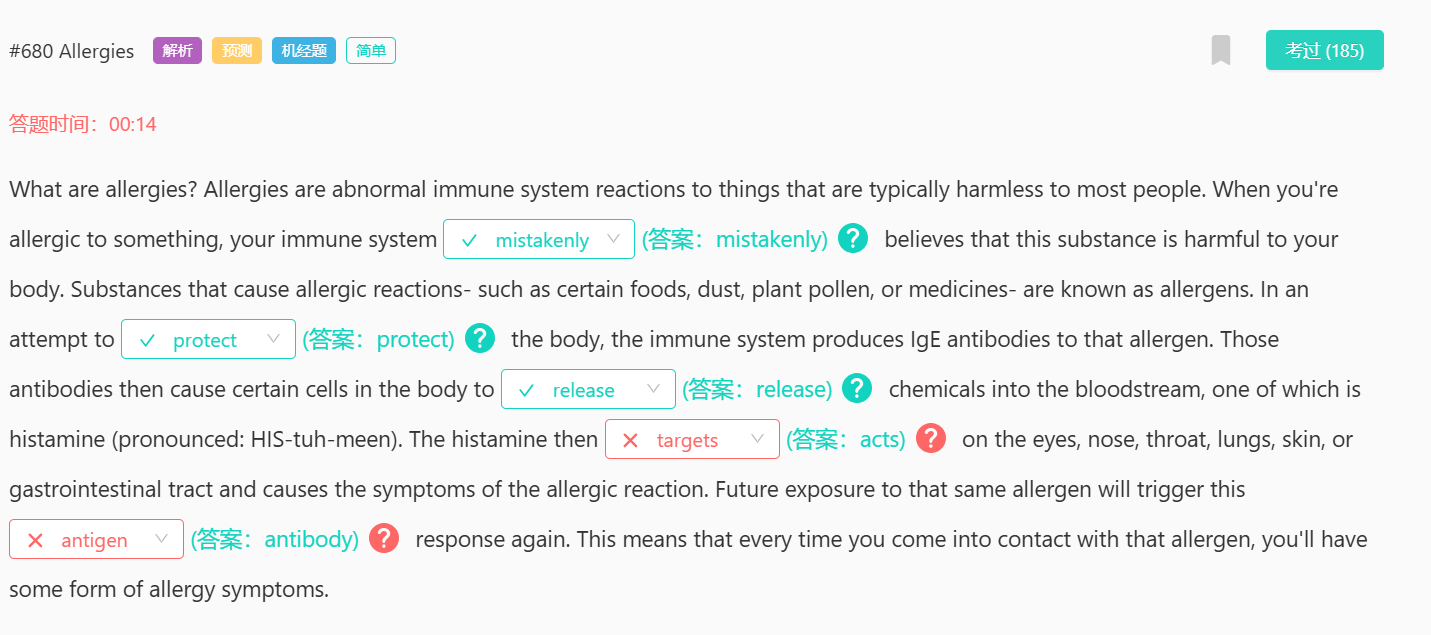 #680 Allergies 解析 预测 机经题 简单 考过 (185)
答题时间：00:14
What are allergies? Allergies are abnormal immune system reactions to things that are typically harmless to most people. When you're
allergic to something, your immune system mistakenly (答案：mistakenly) ? believes that this substance is harmful to your
body. Substances that cause allergic reactions- such as certain foods, dust, plant pollen, or medicines- are known as allergens. In an
attempt to protect (答案：protect) ? the body, the immune system produces IgE antibodies to that allergen. Those
antibodies then cause certain cells in the body to release (答案：release) ? chemicals into the bloodstream, one of which is
histamine (pronounced: HIS-tuh-meen). The histamine then targets (答案：acts) ? on the eyes, nose, throat, lungs, skin, or
gastrointestinal tract and causes the symptoms of the allergic reaction. Future exposure to that same allergen will trigger this
antigen (答案：antibody) ? response again. This means that every time you come into contact with that allergen, you'll have
some form of allergy symptoms.